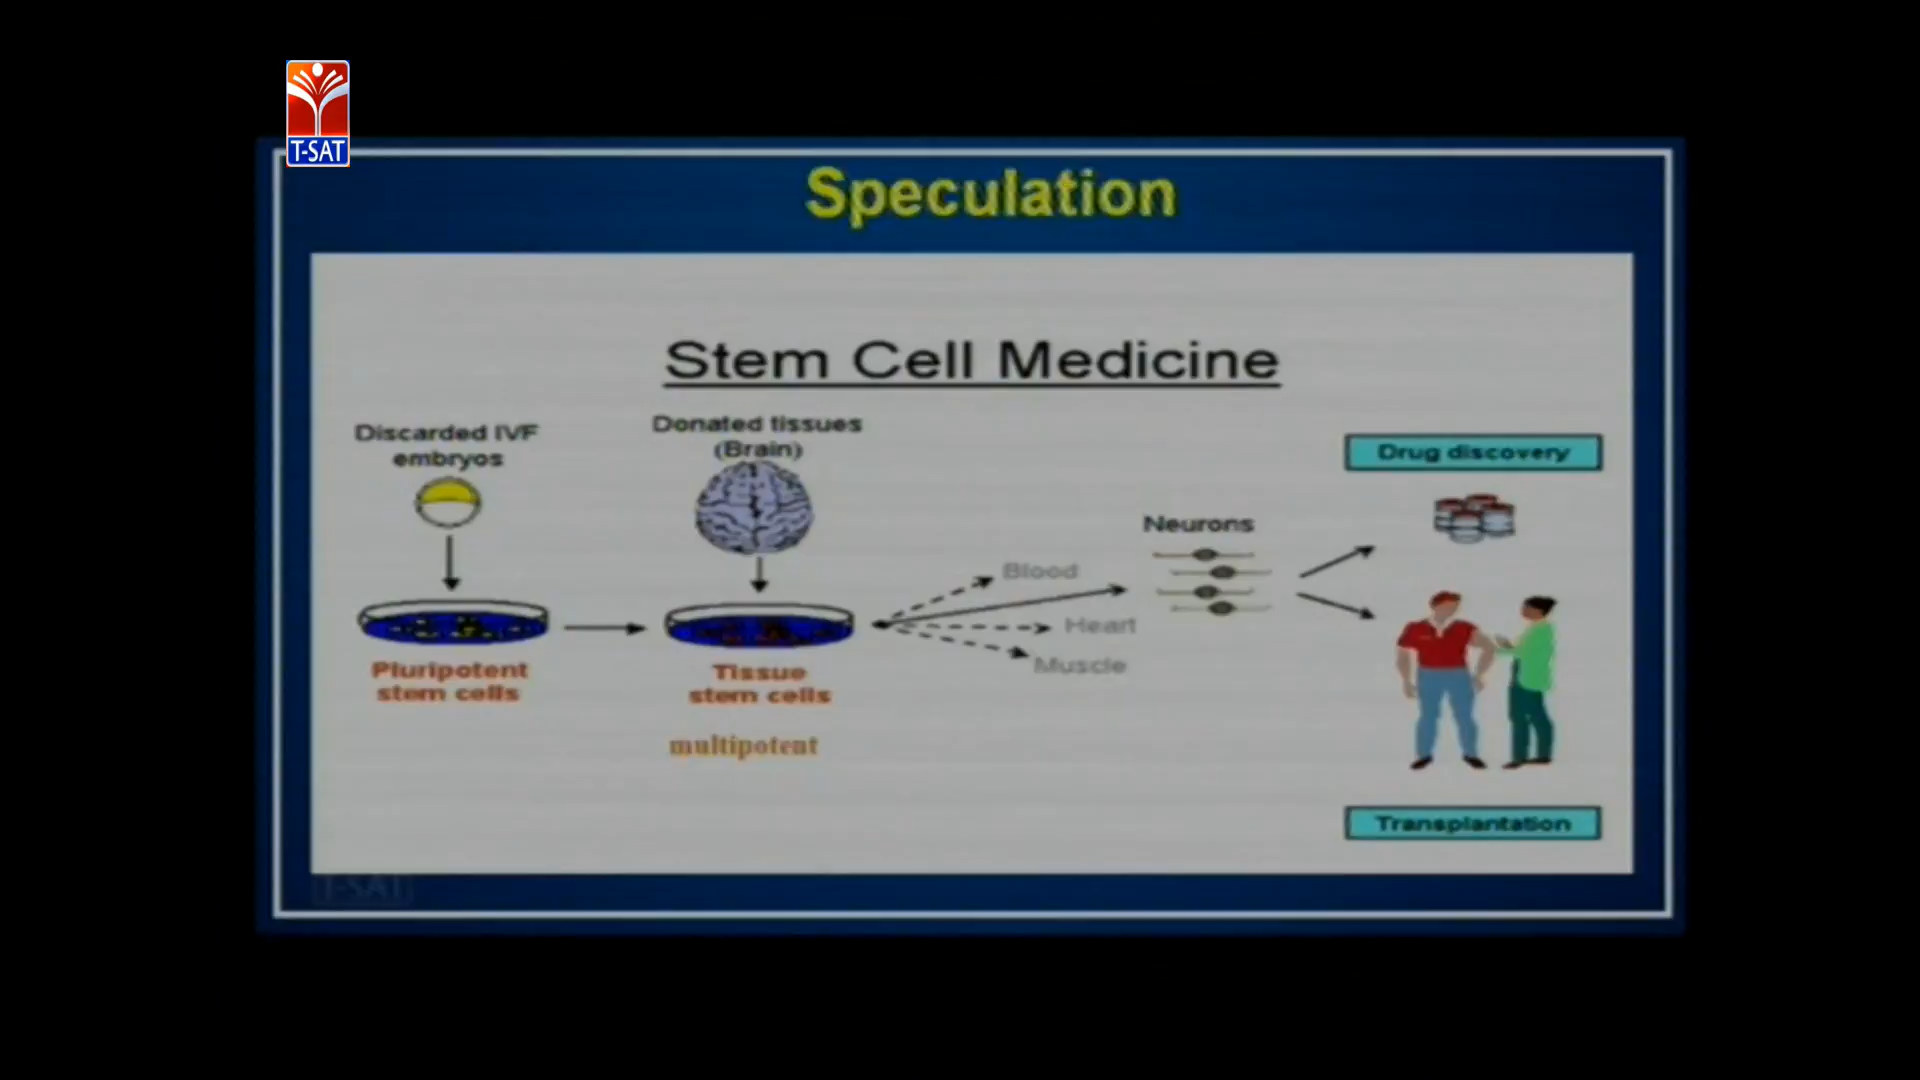 T-SAT
Speculation
Stem Cell Medicine
Discarded IVF
embryos
Donated tissues
(Brain)
Drug discovery
Neurons
Blood
Heart
Muscle
Pluripotent
stem cells
Tissue
stem cells
multipotent
Transplantation
T-SAT